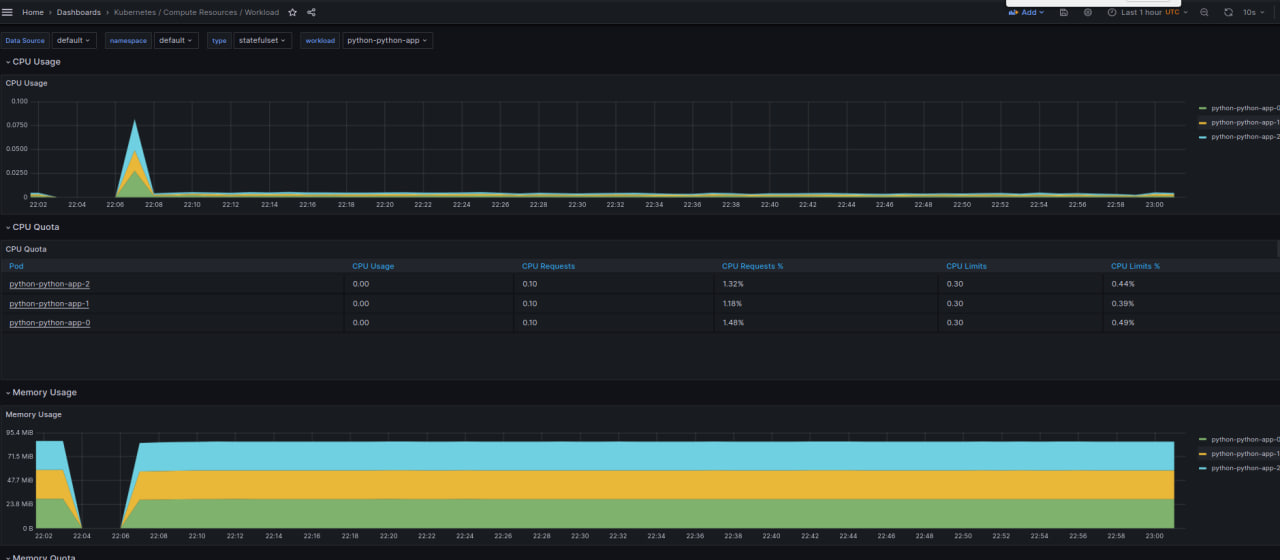 Home › Dashboards › Kubernetes / Compute Resources / Workload Add Last 1 hour UTC 10s
Data Source default namespace default type statefulset workload python-python-app
CPU Usage
CPU Usage
0.100
0.0750
0.0500
0.0250
0
22:02 22:04 22:06 22:08 22:10 22:12 22:14 22:16 22:18 22:20 22:22 22:24 22:26 22:28 22:30 22:32 22:34 22:36 22:38 22:40 22:42 22:44 22:46 22:48 22:50 22:52 22:54 22:56 22:58 23:00
python-python-app-0
python-python-app-1
python-python-app-2
CPU Quota
CPU Quota
Pod CPU Usage CPU Requests CPU Requests % CPU Limits CPU Limits %
python-python-app-2 0.00 0.10 1.32% 0.30 0.44%
python-python-app-1 0.00 0.10 1.18% 0.30 0.39%
python-python-app-0 0.00 0.10 1.48% 0.30 0.49%
Memory Usage
Memory Usage
95.4 MiB
71.5 MiB
47.7 MiB
23.8 MiB
0 B
22:02 22:04 22:06 22:08 22:10 22:12 22:14 22:16 22:18 22:20 22:22 22:24 22:26 22:28 22:30 22:32 22:34 22:36 22:38 22:40 22:42 22:44 22:46 22:48 22:50 22:52 22:54 22:56 22:58 23:00
python-python-app-0
python-python-app-1
python-python-app-2
Memory Quota